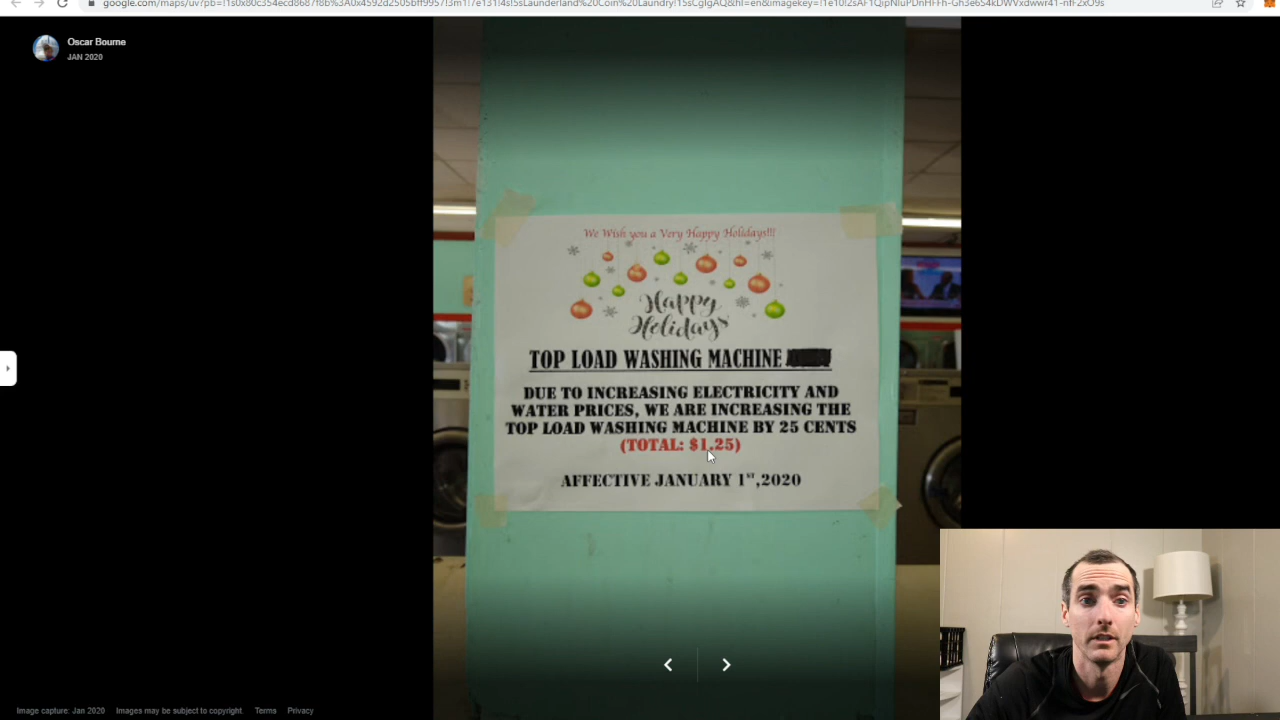 Oscar Bourne
JAN 2020
We Wish you a Very Happy Holidays!!!
Happy
Holidays
TOP LOAD WASHING MACHINE
DUE TO INCREASING ELECTRICITY AND
WATER PRICES, WE ARE INCREASING THE
TOP LOAD WASHING MACHINE BY 25 CENTS
(TOTAL: $1.25)
AFFECTIVE JANUARY 1ST,2020
Image capture: Jan 2020 Images may be subject to copyright Terms Privacy